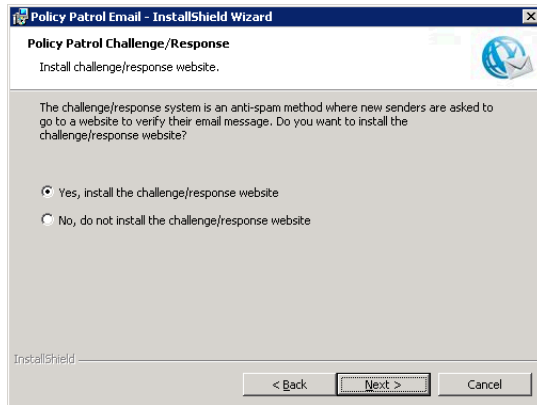 Policy Patrol Email - InstallShield Wizard
Policy Patrol Challenge/Response
Install challenge/response website.
The challenge/response system is an anti-spam method where new senders are asked to
go to a website to verify their email message. Do you want to install the
challenge/response website?
Yes, install the challenge/response website
No, do not install the challenge/response website
InstallShield
< Back
Next >
Cancel